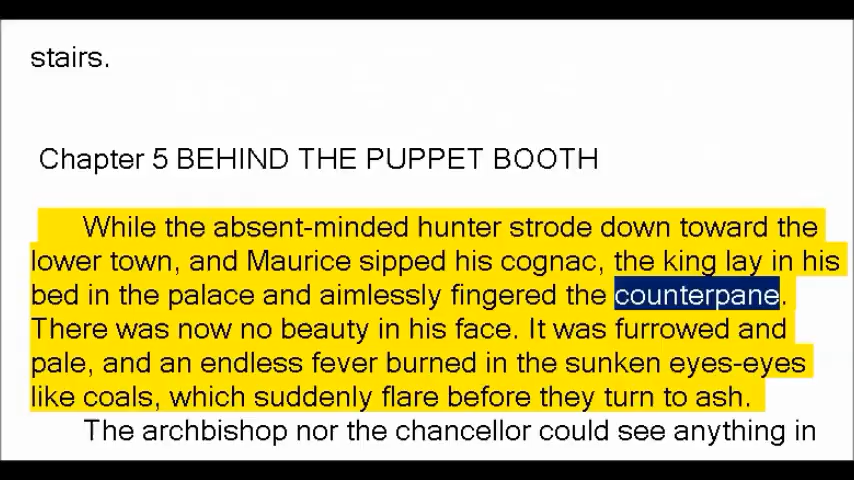 stairs.
Chapter 5 BEHIND THE PUPPET BOOTH
While the absent-minded hunter strode down toward the
lower town, and Maurice sipped his cognac, the king lay in his
bed in the palace and aimlessly fingered the counterpane.
There was now no beauty in his face. It was furrowed and
pale, and an endless fever burned in the sunken eyes-eyes
like coals, which suddenly flare before they turn to ash.
The archbishop nor the chancellor could see anything in